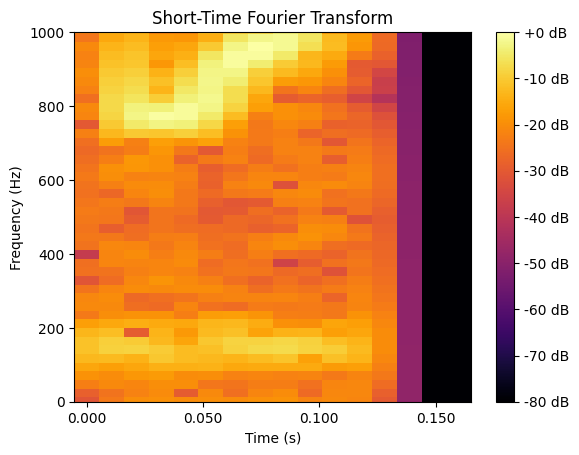 Short-Time Fourier Transform
1000
800
600
400
200
0
Frequency (Hz)
0.000
0.050
0.100
0.150
Time (s)
+0 dB
-10 dB
-20 dB
-30 dB
-40 dB
-50 dB
-60 dB
-70 dB
-80 dB